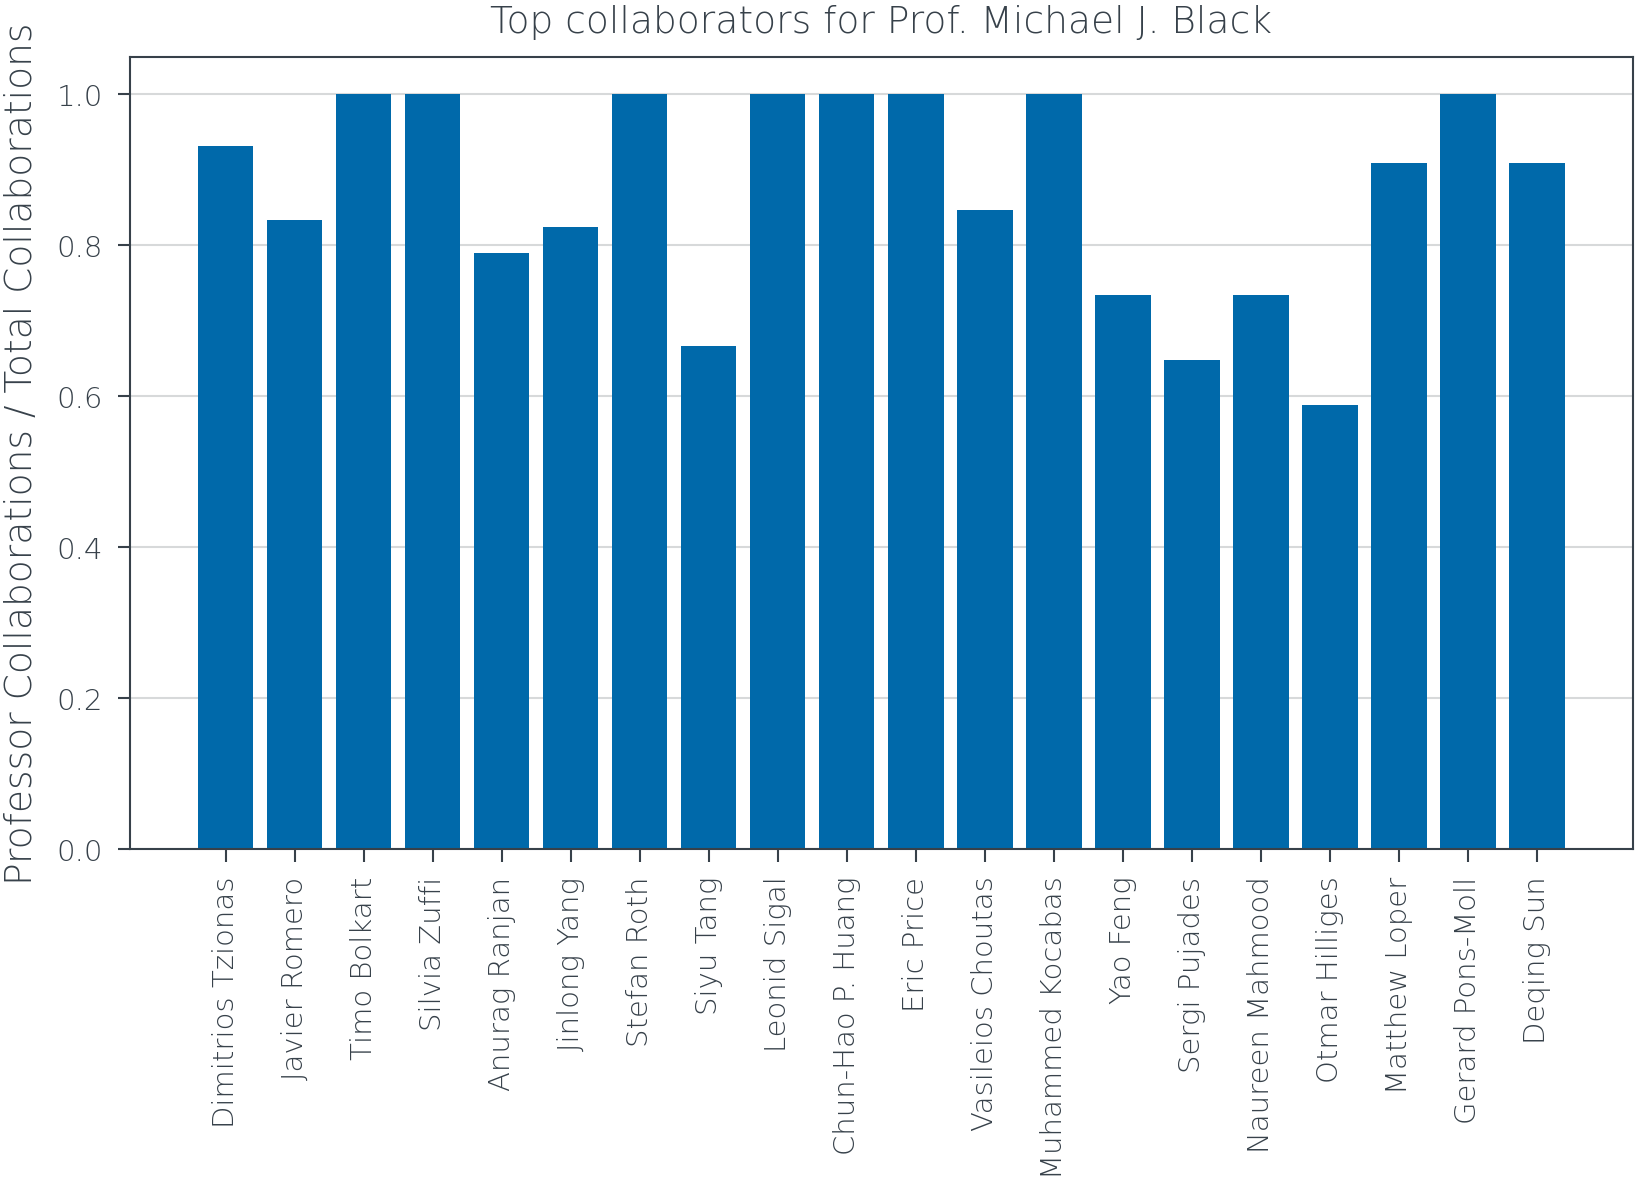 Top collaborators for Prof. Michael J. Black
Professor Collaborations / Total Collaborations
1.0
0.8
0.6
0.4
0.2
0.0
Dimitrios Tzionas
Javier Romero
Timo Bolkart
Silvia Zuffi
Anurag Ranjan
Jinlong Yang
Stefan Roth
Siyu Tang
Leonid Sigal
Chun-Hao P. Huang
Eric Price
Vasileios Choutas
Muhammed Kocabas
Yao Feng
Sergi Pujades
Naureen Mahmood
Otmar Hilliges
Matthew Loper
Gerard Pons-Moll
Deqing Sun